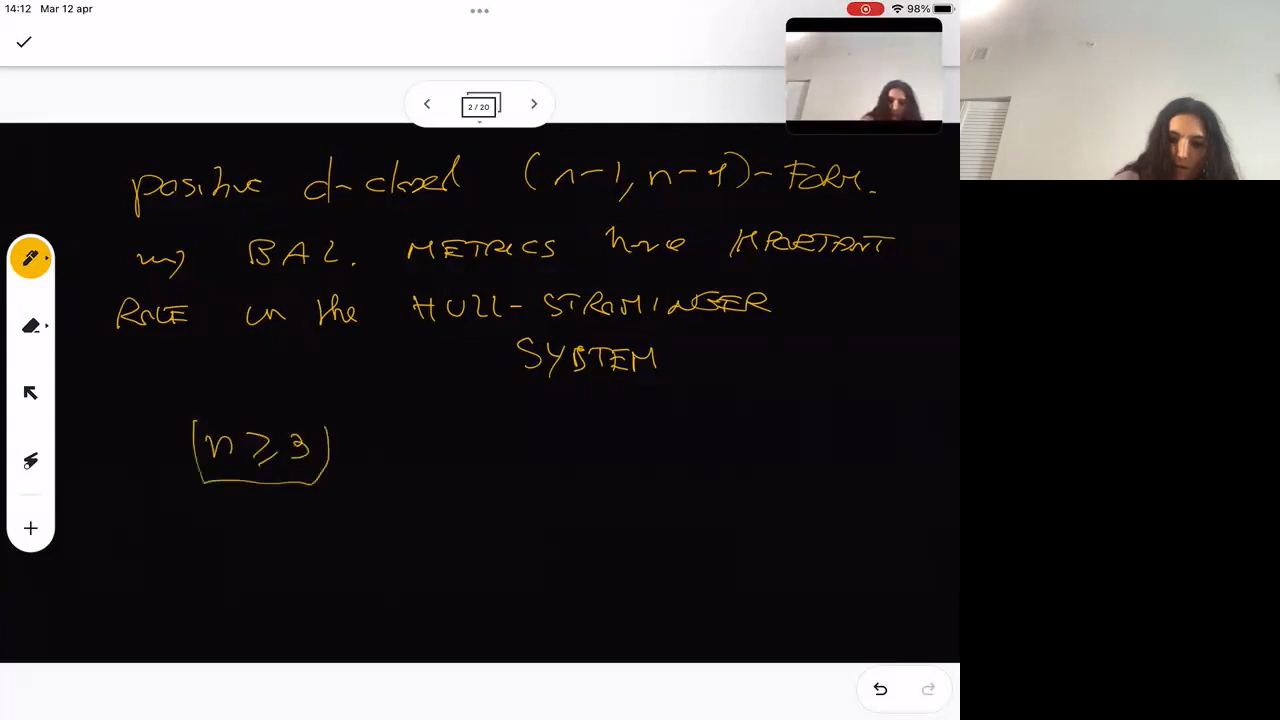 14:12 Mar 12 apr
98%
2 / 20
positive d-closed (n-1, n-1)-FORM.
⇝ BAL. METRICS have IMPORTANT
ROLE in the HULL-STROMINGER
SYSTEM
(n ≥ 3)